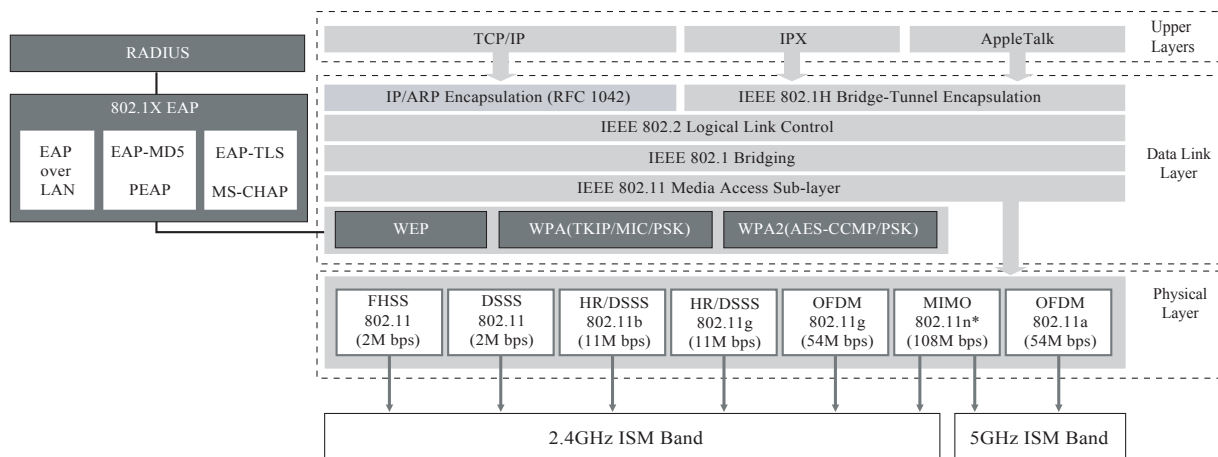 TCP/IP
IPX
AppleTalk
Upper
Layers
RADIUS
802.1X EAP
EAP
over
LAN
EAP-MD5
PEAP
EAP-TLS
MS-CHAP
IP/ARP Encapsulation (RFC 1042)
IEEE 802.1H Bridge-Tunnel Encapsulation
IEEE 802.2 Logical Link Control
IEEE 802.1 Bridging
IEEE 802.11 Media Access Sub-layer
Data Link
Layer
WEP
WPA(TKIP/MIC/PSK)
WPA2(AES-CCMP/PSK)
FHSS
802.11
(2M bps)
DSSS
802.11
(2M bps)
HR/DSSS
802.11b
(11M bps)
HR/DSSS
802.11g
(11M bps)
OFDM
802.11g
(54M bps)
MIMO
802.11n*
(108M bps)
OFDM
802.11a
(54M bps)
Physical
Layer
2.4GHz ISM Band
5GHz ISM Band